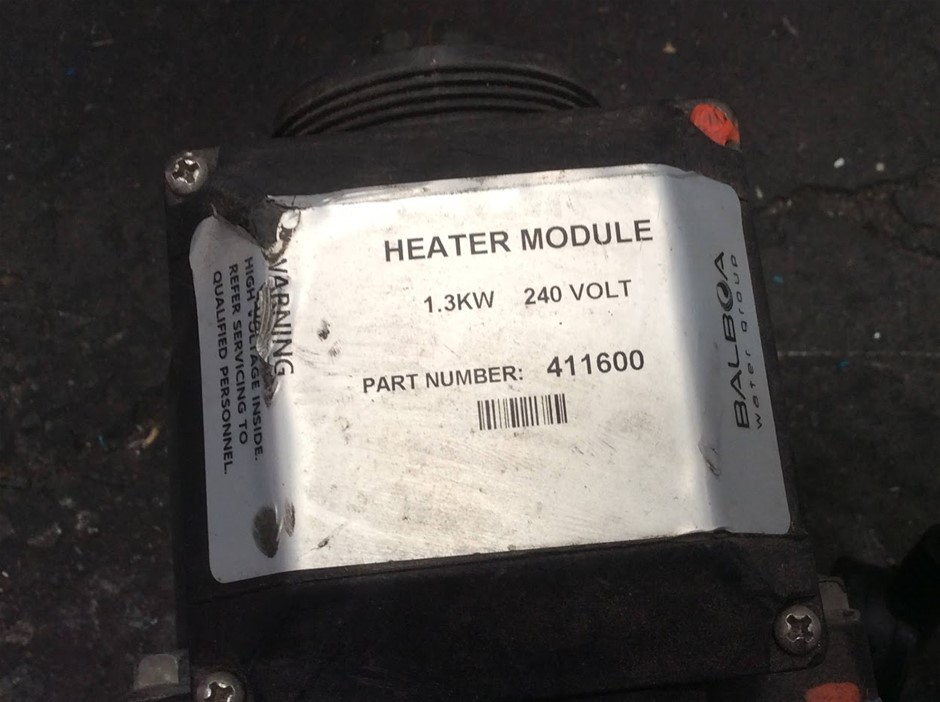 HEATER MODULE
1.3KW 240 VOLT
PART NUMBER: 411600
WARNING
HIGH VOLTAGE INSIDE.
REFER SERVICING TO
QUALIFIED PERSONNEL.
BALBOA
water group